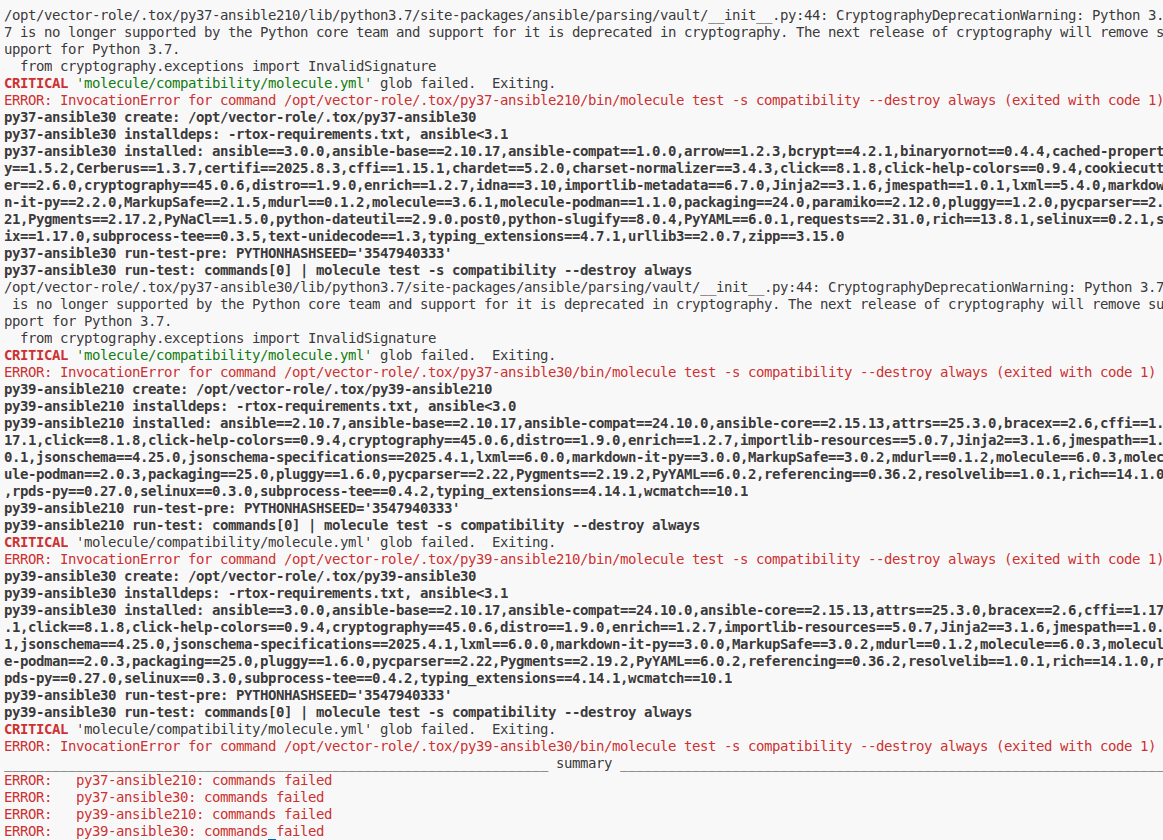 /opt/vector-role/.tox/py37-ansible210/lib/python3.7/site-packages/ansible/parsing/vault/__init__.py:44: CryptographyDeprecationWarning: Python 3.
7 is no longer supported by the Python core team and support for it is deprecated in cryptography. The next release of cryptography will remove s
upport for Python 3.7.
  from cryptography.exceptions import InvalidSignature
CRITICAL 'molecule/compatibility/molecule.yml' glob failed.  Exiting.
ERROR: InvocationError for command /opt/vector-role/.tox/py37-ansible210/bin/molecule test -s compatibility --destroy always (exited with code 1)
py37-ansible30 create: /opt/vector-role/.tox/py37-ansible30
py37-ansible30 installdeps: -rtox-requirements.txt, ansible<3.1
py37-ansible30 installed: ansible==3.0.0,ansible-base==2.10.17,ansible-compat==1.0.0,arrow==1.2.3,bcrypt==4.2.1,binaryornot==0.4.4,cached-propert
y==1.5.2,Cerberus==1.3.7,certifi==2025.8.3,cffi==1.15.1,chardet==5.2.0,charset-normalizer==3.4.3,click==8.1.8,click-help-colors==0.9.4,cookiecutt
er==2.6.0,cryptography==45.0.6,distro==1.9.0,enrich==1.2.7,idna==3.10,importlib-metadata==6.7.0,Jinja2==3.1.6,jmespath==1.0.1,lxml==5.4.0,markdow
n-it-py==2.2.0,MarkupSafe==2.1.5,mdurl==0.1.2,molecule==3.6.1,molecule-podman==1.1.0,packaging==24.0,paramiko==2.12.0,pluggy==1.2.0,pycparser==2.
21,Pygments==2.17.2,PyNaCl==1.5.0,python-dateutil==2.9.0.post0,python-slugify==8.0.4,PyYAML==6.0.1,requests==2.31.0,rich==13.8.1,selinux==0.2.1,s
ix==1.17.0,subprocess-tee==0.3.5,text-unidecode==1.3,typing_extensions==4.7.1,urllib3==2.0.7,zipp==3.15.0
py37-ansible30 run-test-pre: PYTHONHASHSEED='3547940333'
py37-ansible30 run-test: commands[0] | molecule test -s compatibility --destroy always
/opt/vector-role/.tox/py37-ansible30/lib/python3.7/site-packages/ansible/parsing/vault/__init__.py:44: CryptographyDeprecationWarning: Python 3.7
 is no longer supported by the Python core team and support for it is deprecated in cryptography. The next release of cryptography will remove su
pport for Python 3.7.
  from cryptography.exceptions import InvalidSignature
CRITICAL 'molecule/compatibility/molecule.yml' glob failed.  Exiting.
ERROR: InvocationError for command /opt/vector-role/.tox/py37-ansible30/bin/molecule test -s compatibility --destroy always (exited with code 1)
py39-ansible210 create: /opt/vector-role/.tox/py39-ansible210
py39-ansible210 installdeps: -rtox-requirements.txt, ansible<3.0
py39-ansible210 installed: ansible==2.10.7,ansible-base==2.10.17,ansible-compat==24.10.0,ansible-core==2.15.13,attrs==25.3.0,bracex==2.6,cffi==1.
17.1,click==8.1.8,click-help-colors==0.9.4,cryptography==45.0.6,distro==1.9.0,enrich==1.2.7,importlib-resources==5.0.7,Jinja2==3.1.6,jmespath==1.
0.1,jsonschema==4.25.0,jsonschema-specifications==2025.4.1,lxml==6.0.0,markdown-it-py==3.0.0,MarkupSafe==3.0.2,mdurl==0.1.2,molecule==6.0.3,molec
ule-podman==2.0.3,packaging==25.0,pluggy==1.6.0,pycparser==2.22,Pygments==2.19.2,PyYAML==6.0.2,referencing==0.36.2,resolvelib==1.0.1,rich==14.1.0
,rpds-py==0.27.0,selinux==0.3.0,subprocess-tee==0.4.2,typing_extensions==4.14.1,wcmatch==10.1
py39-ansible210 run-test-pre: PYTHONHASHSEED='3547940333'
py39-ansible210 run-test: commands[0] | molecule test -s compatibility --destroy always
CRITICAL 'molecule/compatibility/molecule.yml' glob failed.  Exiting.
ERROR: InvocationError for command /opt/vector-role/.tox/py39-ansible210/bin/molecule test -s compatibility --destroy always (exited with code 1)
py39-ansible30 create: /opt/vector-role/.tox/py39-ansible30
py39-ansible30 installdeps: -rtox-requirements.txt, ansible<3.1
py39-ansible30 installed: ansible==3.0.0,ansible-base==2.10.17,ansible-compat==24.10.0,ansible-core==2.15.13,attrs==25.3.0,bracex==2.6,cffi==1.17
.1,click==8.1.8,click-help-colors==0.9.4,cryptography==45.0.6,distro==1.9.0,enrich==1.2.7,importlib-resources==5.0.7,Jinja2==3.1.6,jmespath==1.0.
1,jsonschema==4.25.0,jsonschema-specifications==2025.4.1,lxml==6.0.0,markdown-it-py==3.0.0,MarkupSafe==3.0.2,mdurl==0.1.2,molecule==6.0.3,molecul
e-podman==2.0.3,packaging==25.0,pluggy==1.6.0,pycparser==2.22,Pygments==2.19.2,PyYAML==6.0.2,referencing==0.36.2,resolvelib==1.0.1,rich==14.1.0,r
pds-py==0.27.0,selinux==0.3.0,subprocess-tee==0.4.2,typing_extensions==4.14.1,wcmatch==10.1
py39-ansible30 run-test-pre: PYTHONHASHSEED='3547940333'
py39-ansible30 run-test: commands[0] | molecule test -s compatibility --destroy always
CRITICAL 'molecule/compatibility/molecule.yml' glob failed.  Exiting.
ERROR: InvocationError for command /opt/vector-role/.tox/py39-ansible30/bin/molecule test -s compatibility --destroy always (exited with code 1)
____________________________________________________________________ summary ____________________________________________________________________
ERROR:   py37-ansible210: commands failed
ERROR:   py37-ansible30: commands failed
ERROR:   py39-ansible210: commands failed
ERROR:   py39-ansible30: commands failed